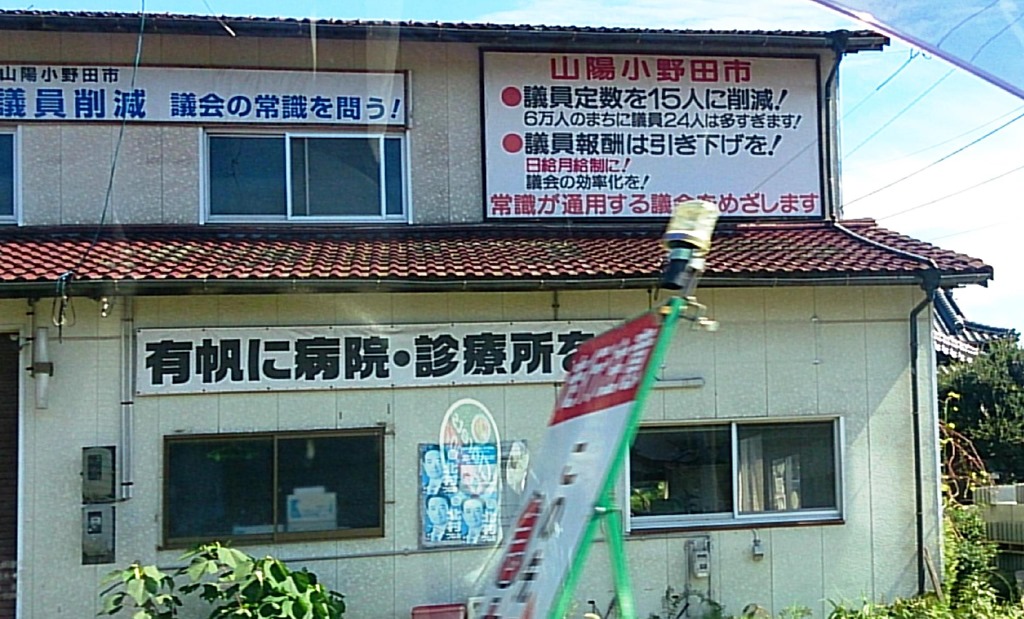 山陽小野田市
議員削減 議会の常識を問う!
山陽小野田市
●議員定数を15人に削減!
6万人のまちに議員24人は多すぎます!
●議員報酬は引き下げを!
日給月給制に!
議会の効率化を!
常識が通用する議会をめざします
有帆に病院・診療所を